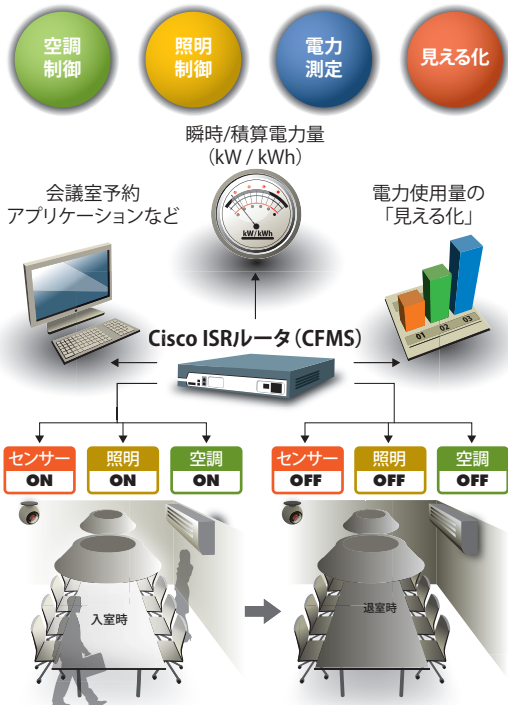 空調
制御
照明
制御
電力
測定
見える化
瞬時/積算電力量
(kW / kWh)
会議室予約
アプリケーションなど
電力使用量の
「見える化」
kW/kWh
01
02
03
Cisco ISRルータ(CFMS)
センサー
ON
照明
ON
空調
ON
センサー
OFF
照明
OFF
空調
OFF
入室時
退室時